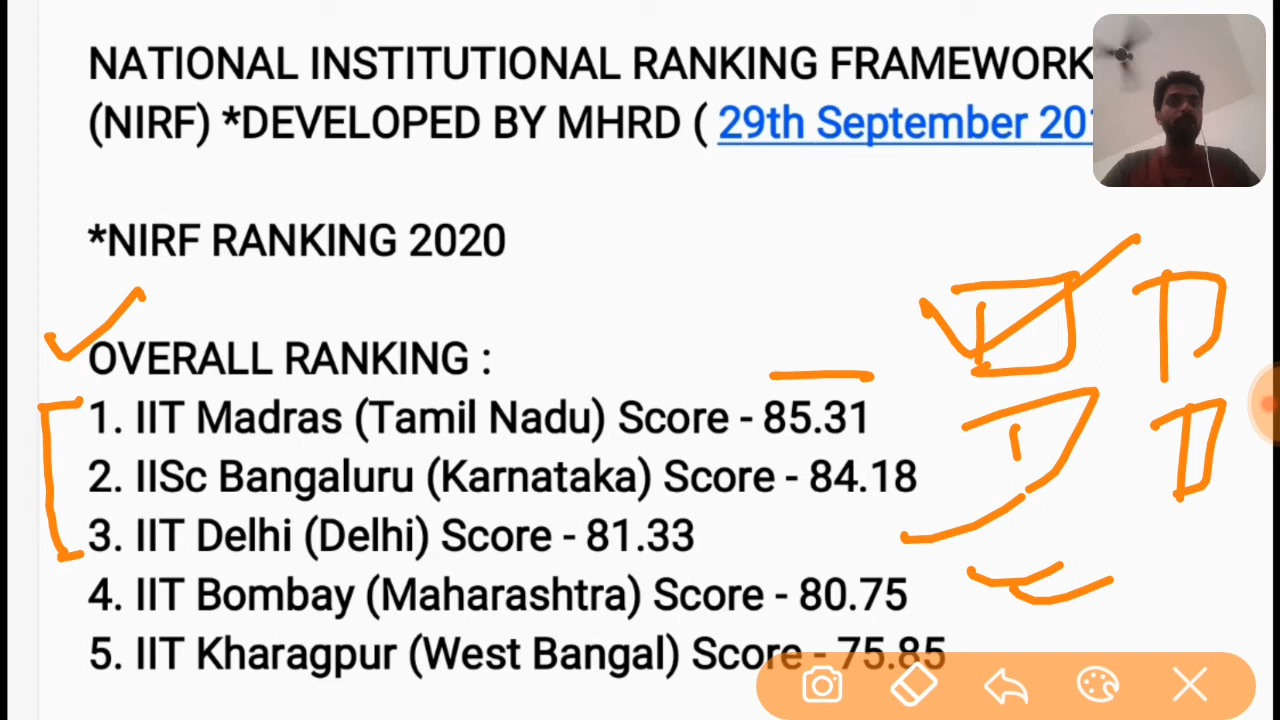 NATIONAL INSTITUTIONAL RANKING FRAMEWORK
(NIRF) *DEVELOPED BY MHRD ( 29th September 201
*NIRF RANKING 2020
OVERALL RANKING :
1. IIT Madras (Tamil Nadu) Score - 85.31
2. IISc Bangaluru (Karnataka) Score - 84.18
3. IIT Delhi (Delhi) Score - 81.33
4. IIT Bombay (Maharashtra) Score - 80.75
5. IIT Kharagpur (West Bangal) Score - 75.85